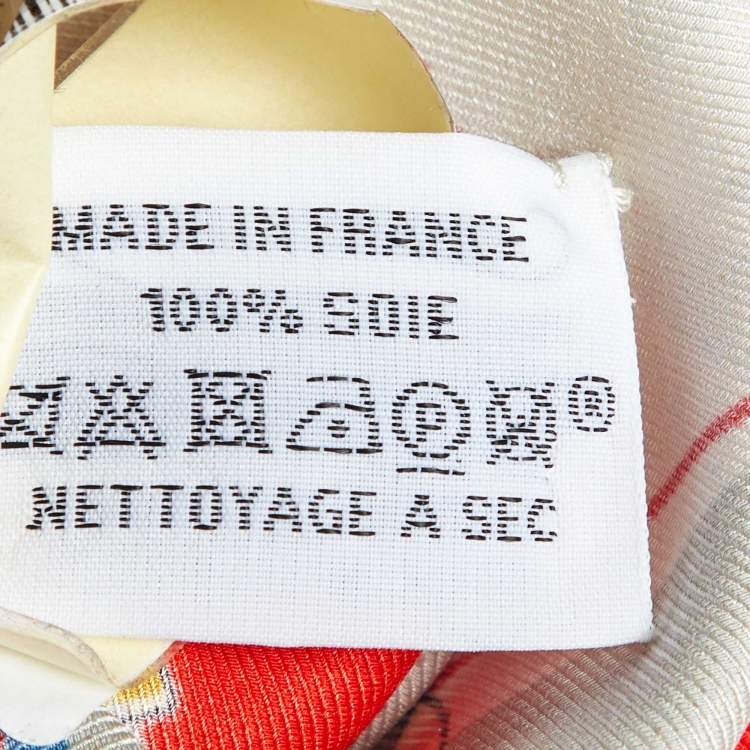 MADE IN FRANCE
100% SOIE
P ®
NETTOYAGE A SEC